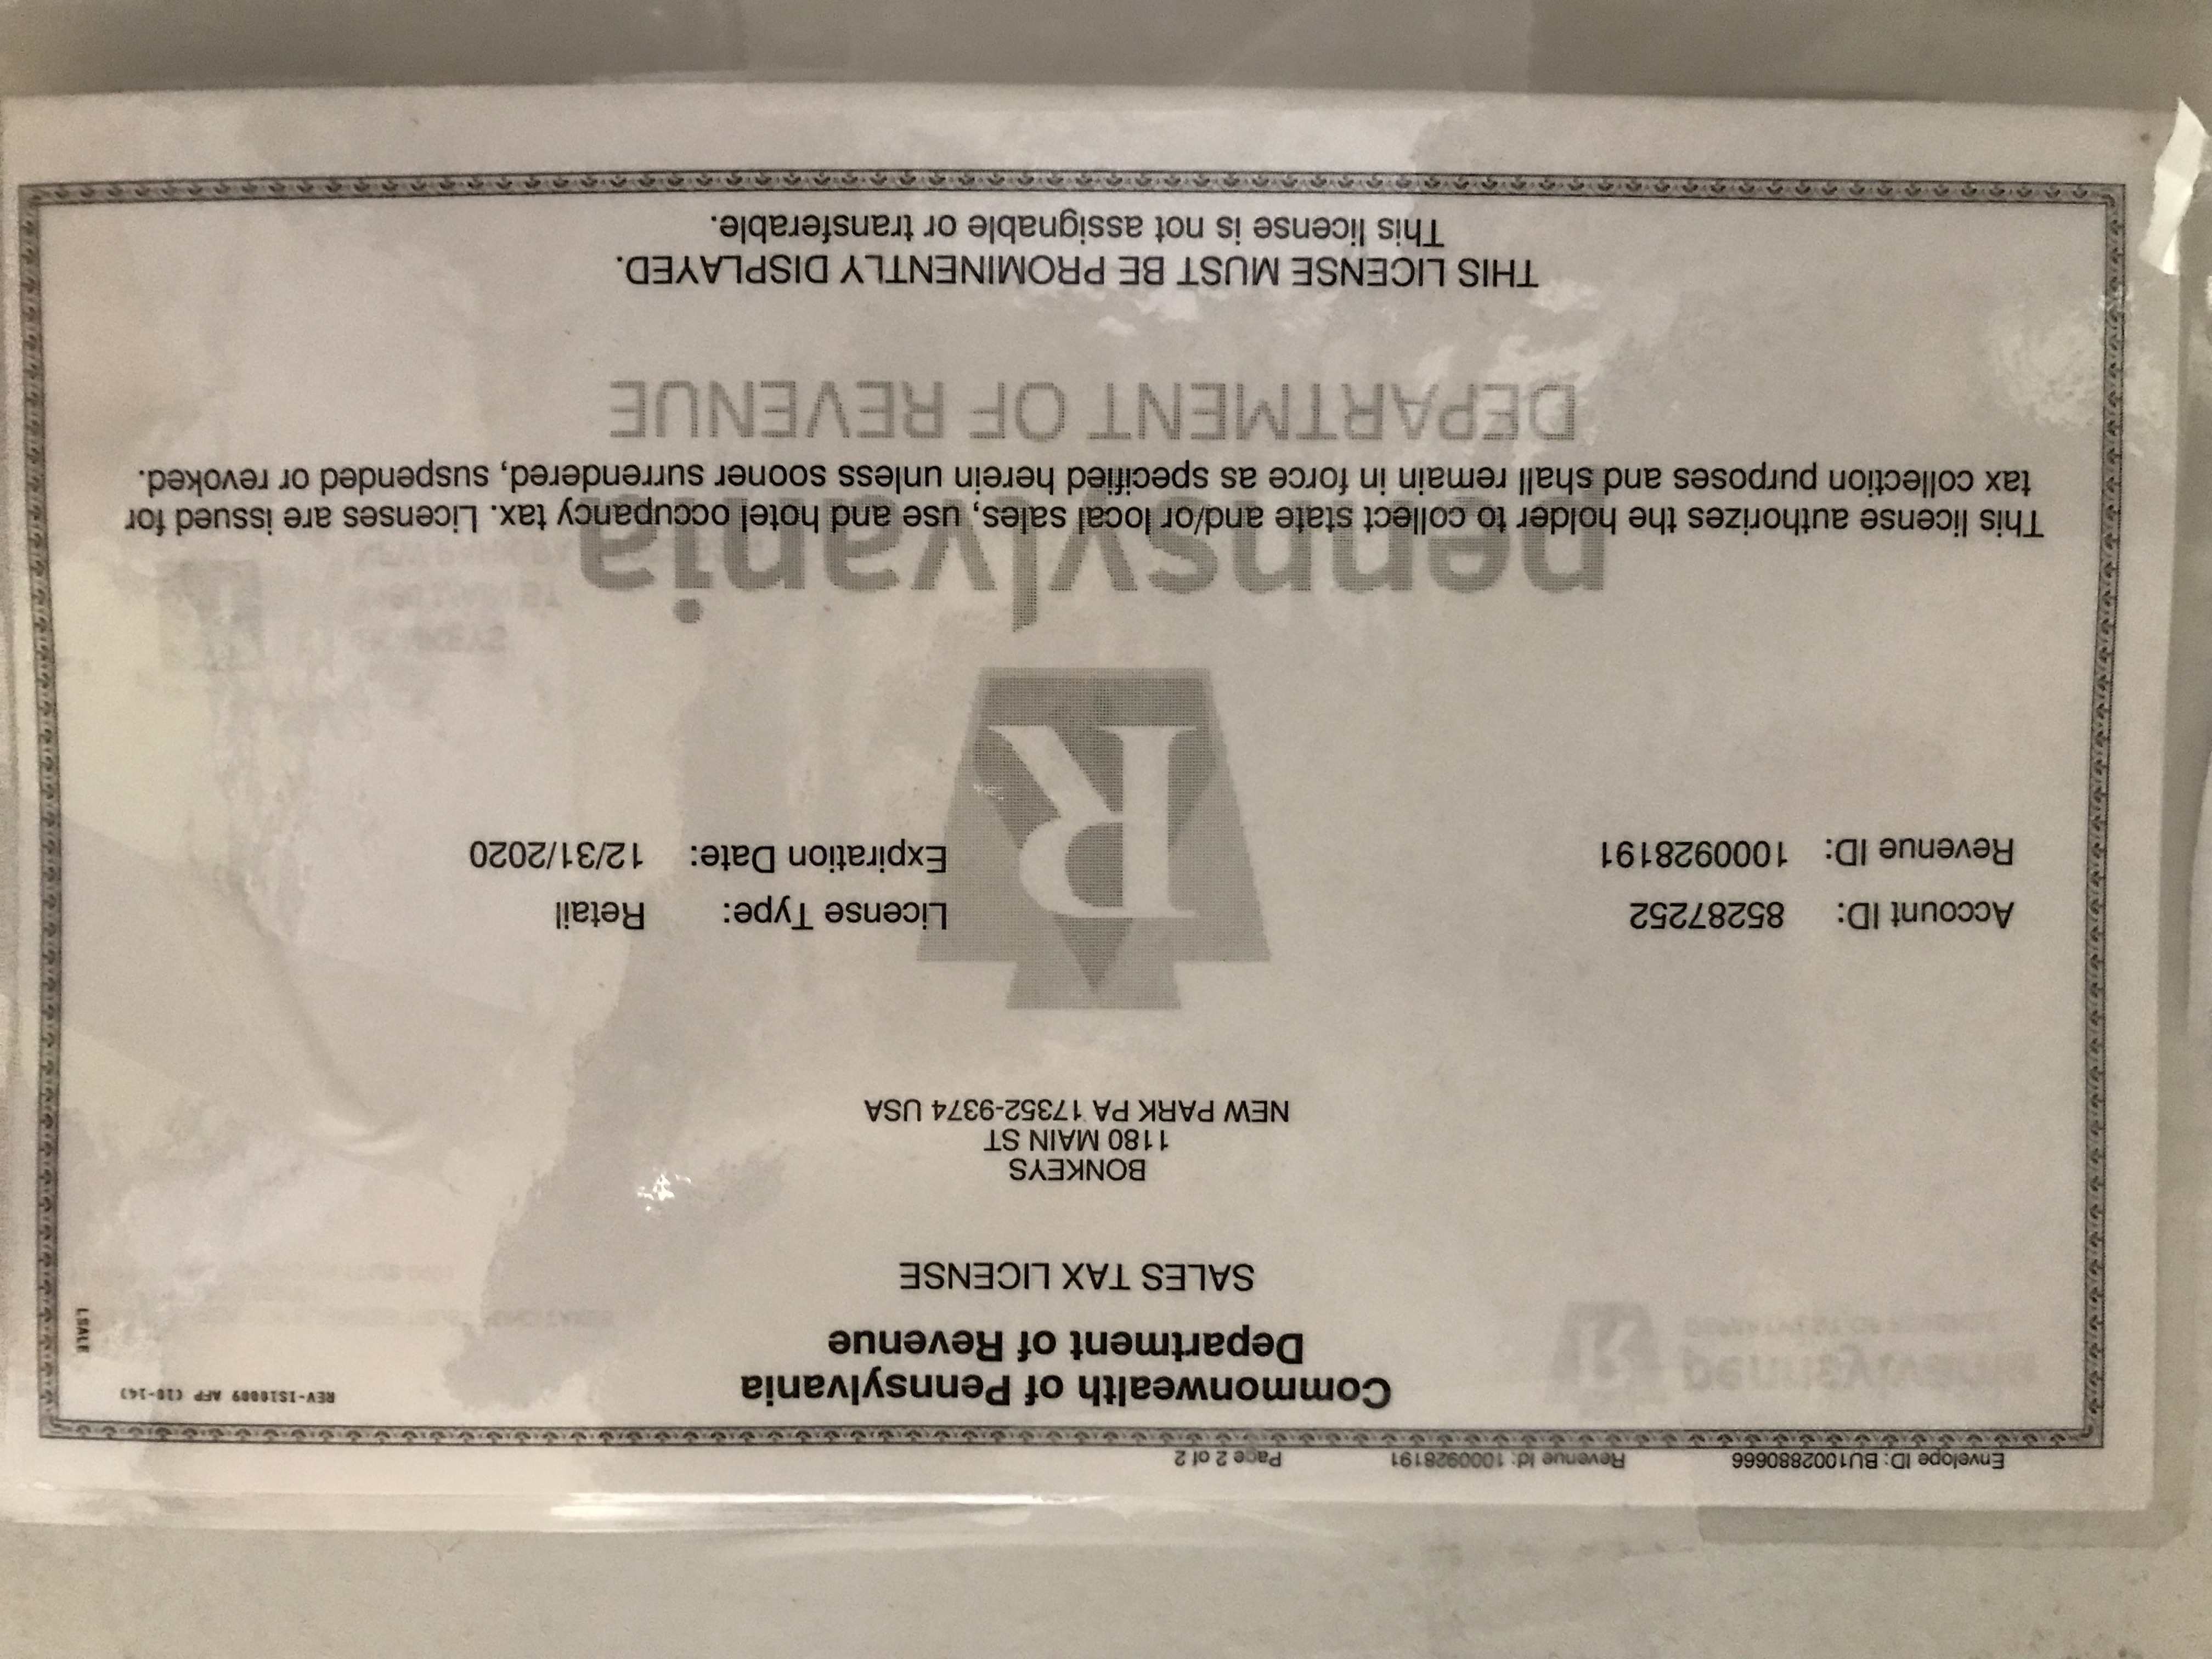 Envelope ID: BU1002880666 Revenue Id: 1000928191 Page 2 of 2
REV-IS10009 AFP (10-14)
LSALE
Commonwealth of Pennsylvania
Department of Revenue
SALES TAX LICENSE
BONKEYS
1180 MAIN ST
NEW PARK PA 17352-9374 USA
Account ID: 85287252 License Type: Retail
Revenue ID: 1000928191 Expiration Date: 12/31/2020
R
pennsylvania
This license authorizes the holder to collect state and/or local sales, use and hotel occupancy tax. Licenses are issued for
tax collection purposes and shall remain in force as specified herein unless sooner surrendered, suspended or revoked.
DEPARTMENT OF REVENUE
THIS LICENSE MUST BE PROMINENTLY DISPLAYED.
This license is not assignable or transferable.